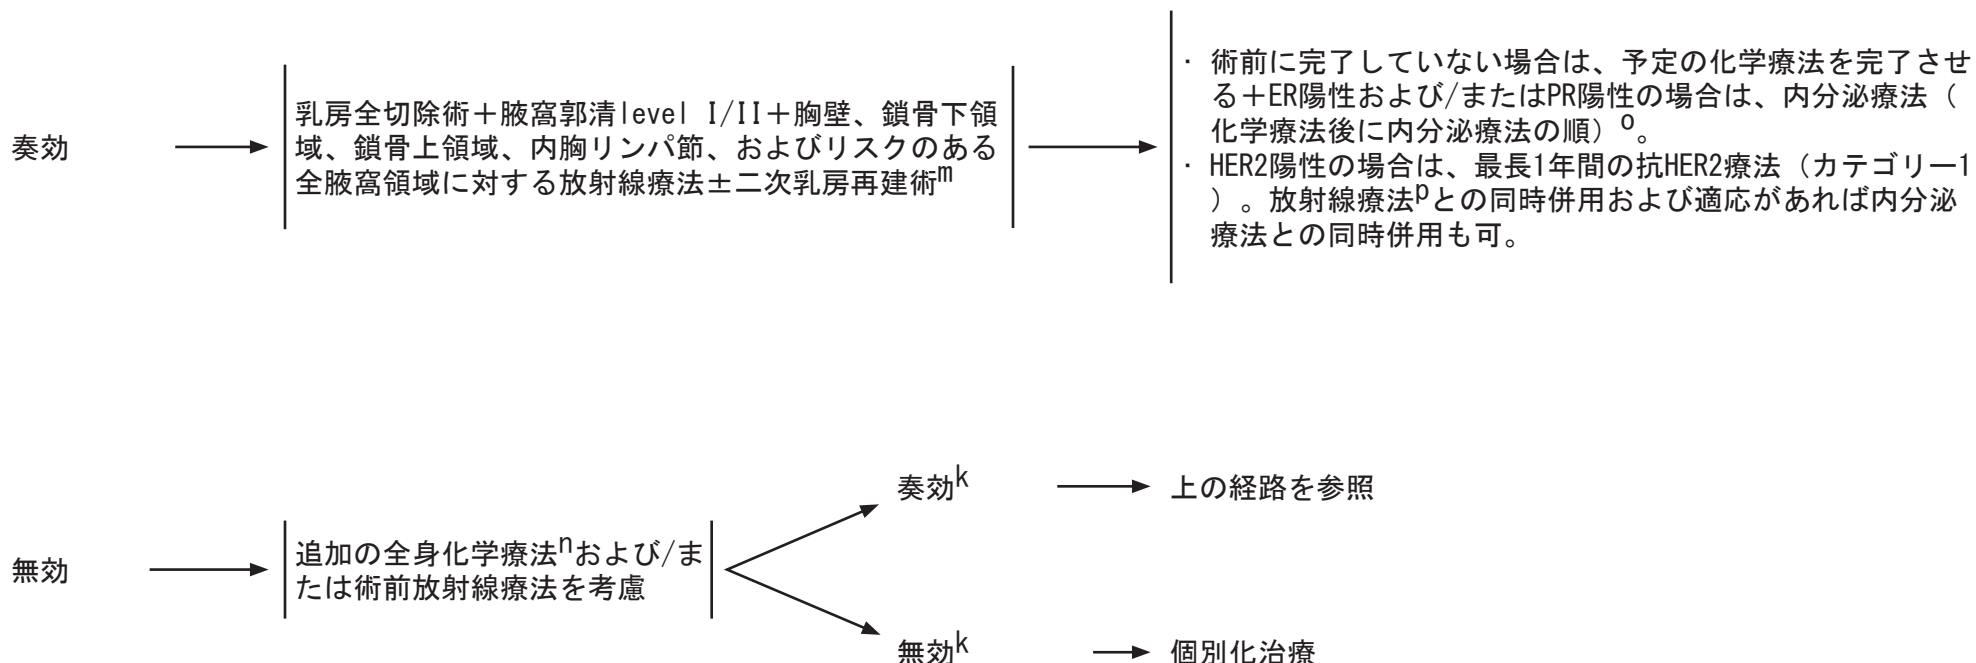 奏効
乳房全切除術＋腋窩郭清level I/II＋胸壁、鎖骨下領
域、鎖骨上領域、内胸リンパ節、およびリスクのある
全腋窩領域に対する放射線療法±二次乳房再建術m
· 術前に完了していない場合は、予定の化学療法を完了させ
る＋ER陽性および/またはPR陽性の場合は、内分泌療法（
化学療法後に内分泌療法の順）o。
· HER2陽性の場合は、最長1年間の抗HER2療法（カテゴリー1
）。放射線療法pとの同時併用および適応があれば内分泌
療法との同時併用も可。
無効
追加の全身化学療法nおよび/ま
たは術前放射線療法を考慮
奏効k
上の経路を参照
無効k
個別化治療